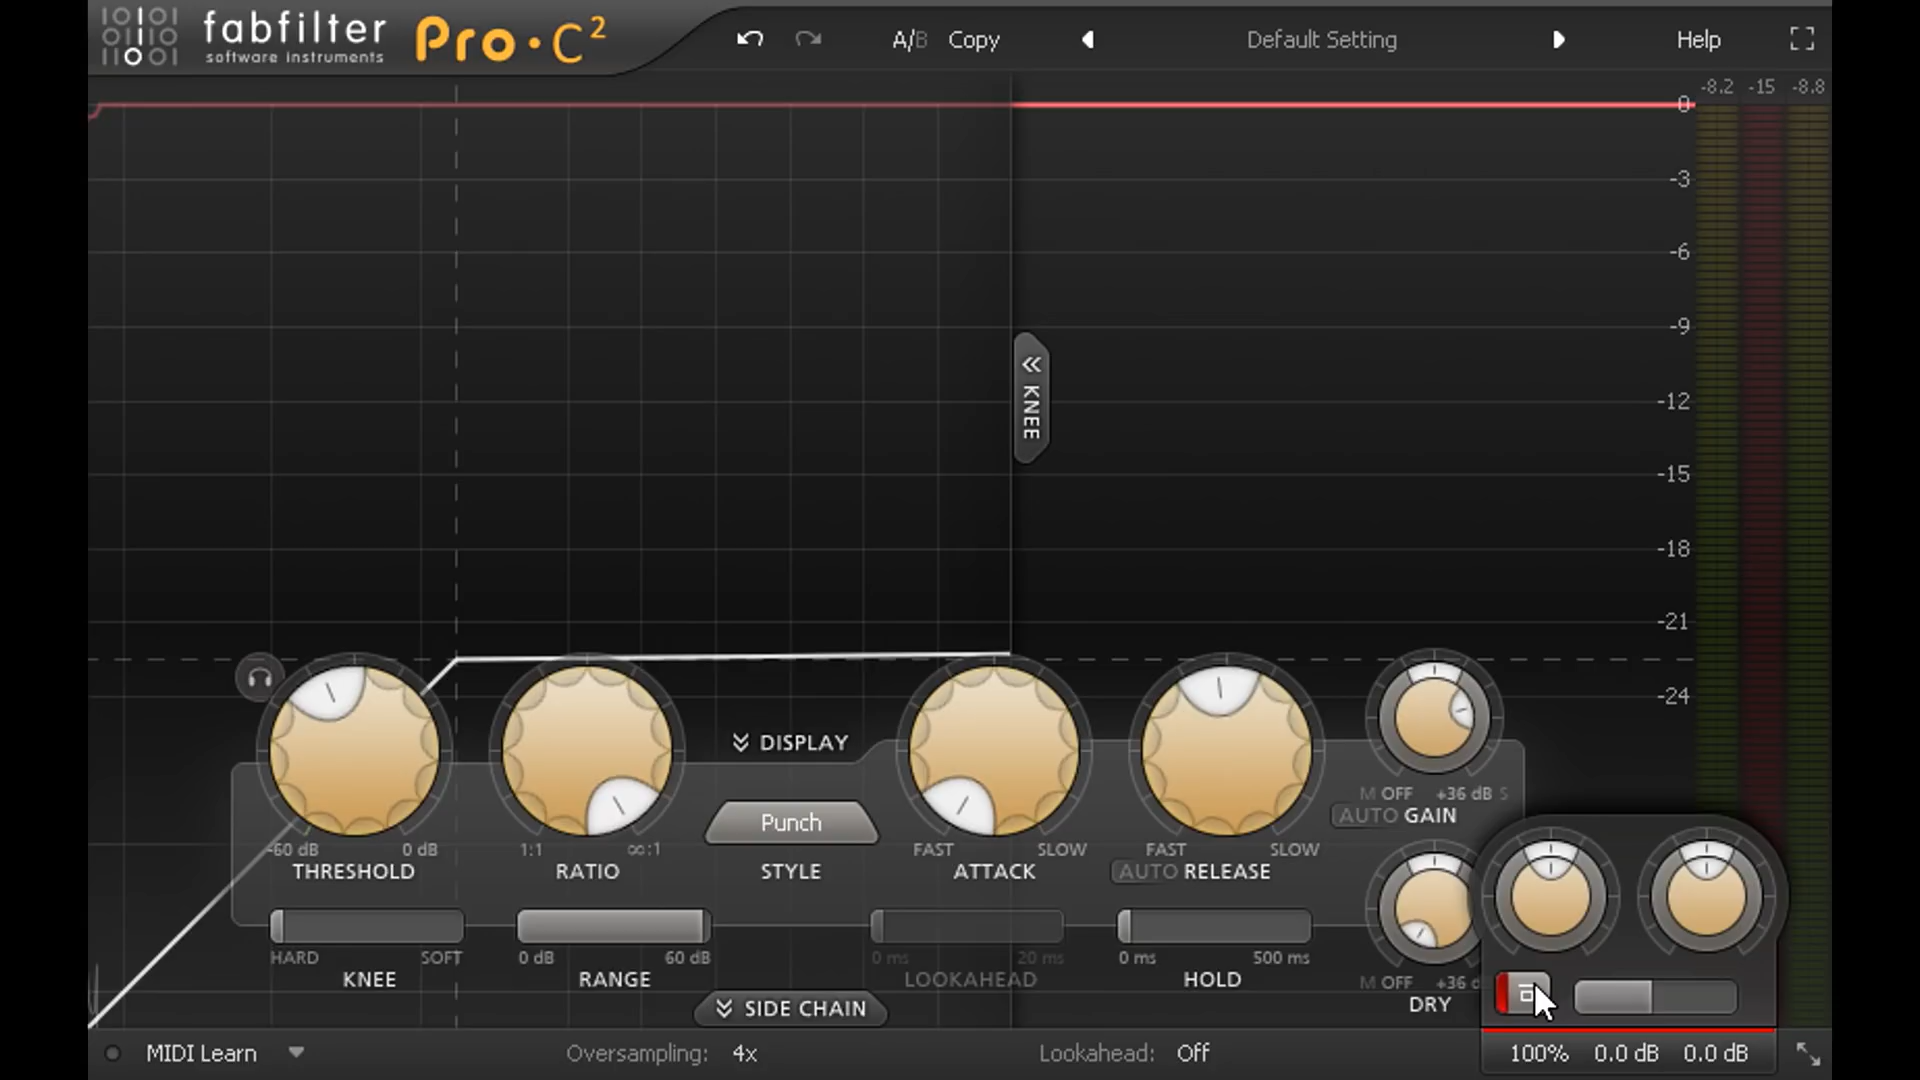 fabfilter
software instruments
Pro·C²
A/B Copy
Default Setting
Help
-8.2 -15 -8.8
0
-3
-6
-9
-12
-15
-18
-21
-24
KNEE
DISPLAY
Punch
STYLE
-60 dB 0 dB
THRESHOLD
1:1 ∞:1
RATIO
FAST SLOW
ATTACK
FAST SLOW
AUTO RELEASE
M OFF +36 dB S
AUTO GAIN
HARD SOFT
KNEE
0 dB 60 dB
RANGE
0 ms 20 ms
LOOKAHEAD
0 ms 500 ms
HOLD
M OFF +36 d
DRY
SIDE CHAIN
MIDI Learn
Oversampling: 4x
Lookahead: Off
100% 0.0 dB 0.0 dB